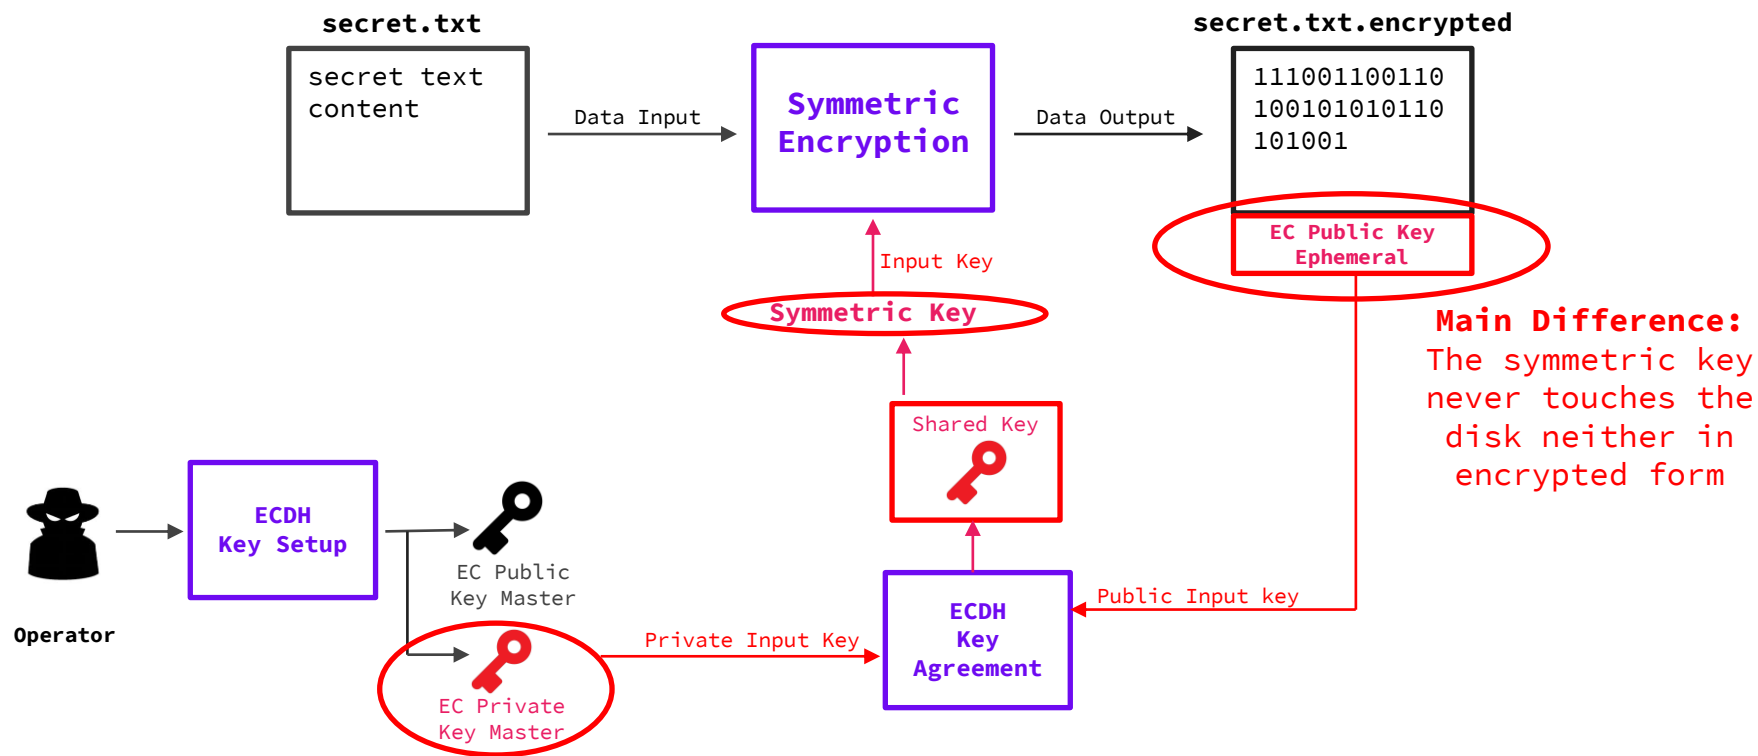 secret.txt
secret text
content
Data Input
Symmetric
Encryption
Data Output
secret.txt.encrypted
111001100110
100101010110
101001
EC Public Key
Ephemeral
Input Key
Symmetric Key
Main Difference:
The symmetric key
never touches the
disk neither in
encrypted form
Shared Key
Operator
ECDH
Key Setup
EC Public
Key Master
EC Private
Key Master
Private Input Key
ECDH
Key
Agreement
Public Input key